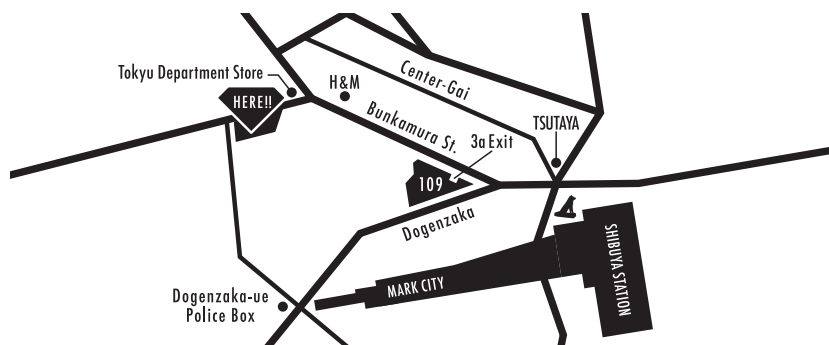 Tokyu Department Store
HERE!!
H&M
Center-Gai
Bunkamura St.
TSUTAYA
3a Exit
109
Dogenzaka
SHIBUYA STATION
MARK CITY
Dogenzaka-ue
Police Box